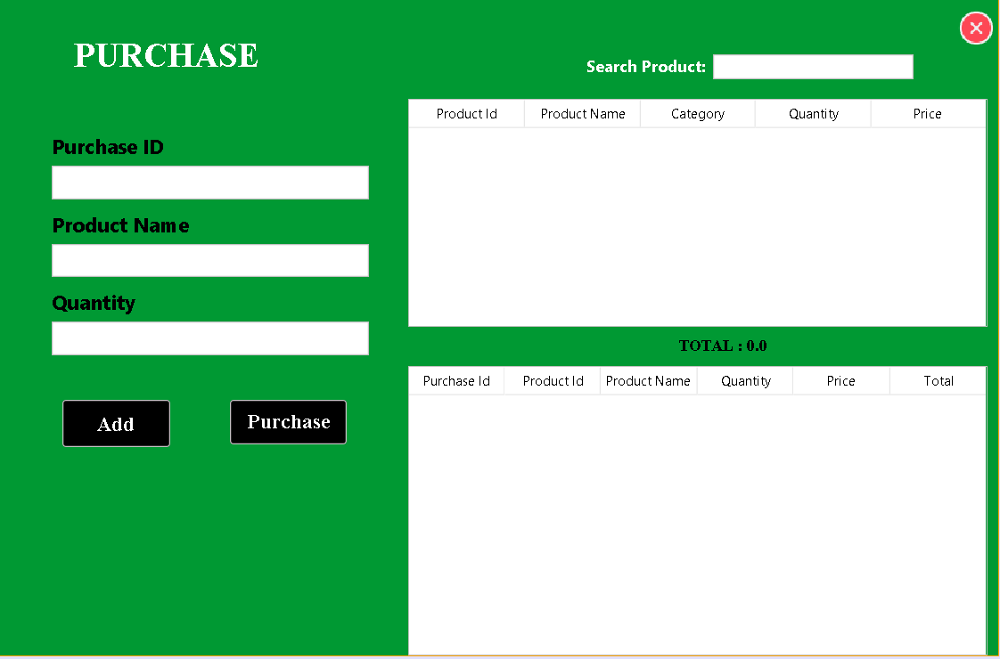 PURCHASE
Search Product:
Product Id Product Name Category Quantity Price
Purchase ID
Product Name
Quantity
TOTAL : 0.0
Purchase Id Product Id Product Name Quantity Price Total
Add Purchase